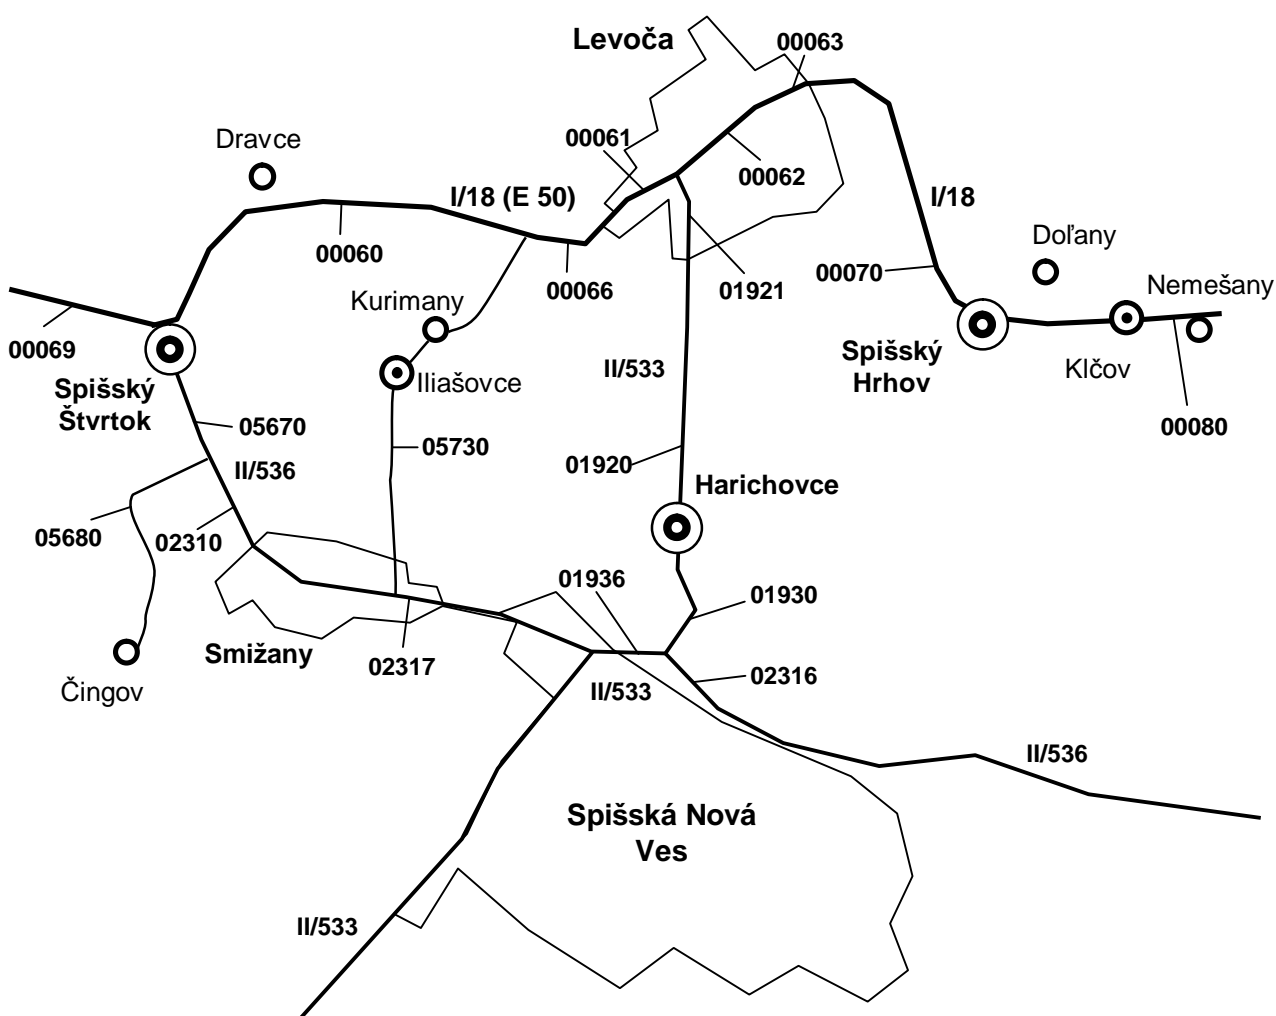 Levoča
00063
Dravce
00061
00062
I/18 (E 50)
I/18
00060
Doľany
00070
Nemešany
00066
01921
Kurimany
00069
Spišský
Štvrtok
II/533
Spišský
Hrhov
Klčov
Iliašovce
05670
05730
00080
II/536
01920
Harichovce
05680
02310
01936
01930
Smižany
02317
02316
Čingov
II/533
II/536
Spišská Nová
Ves
II/533